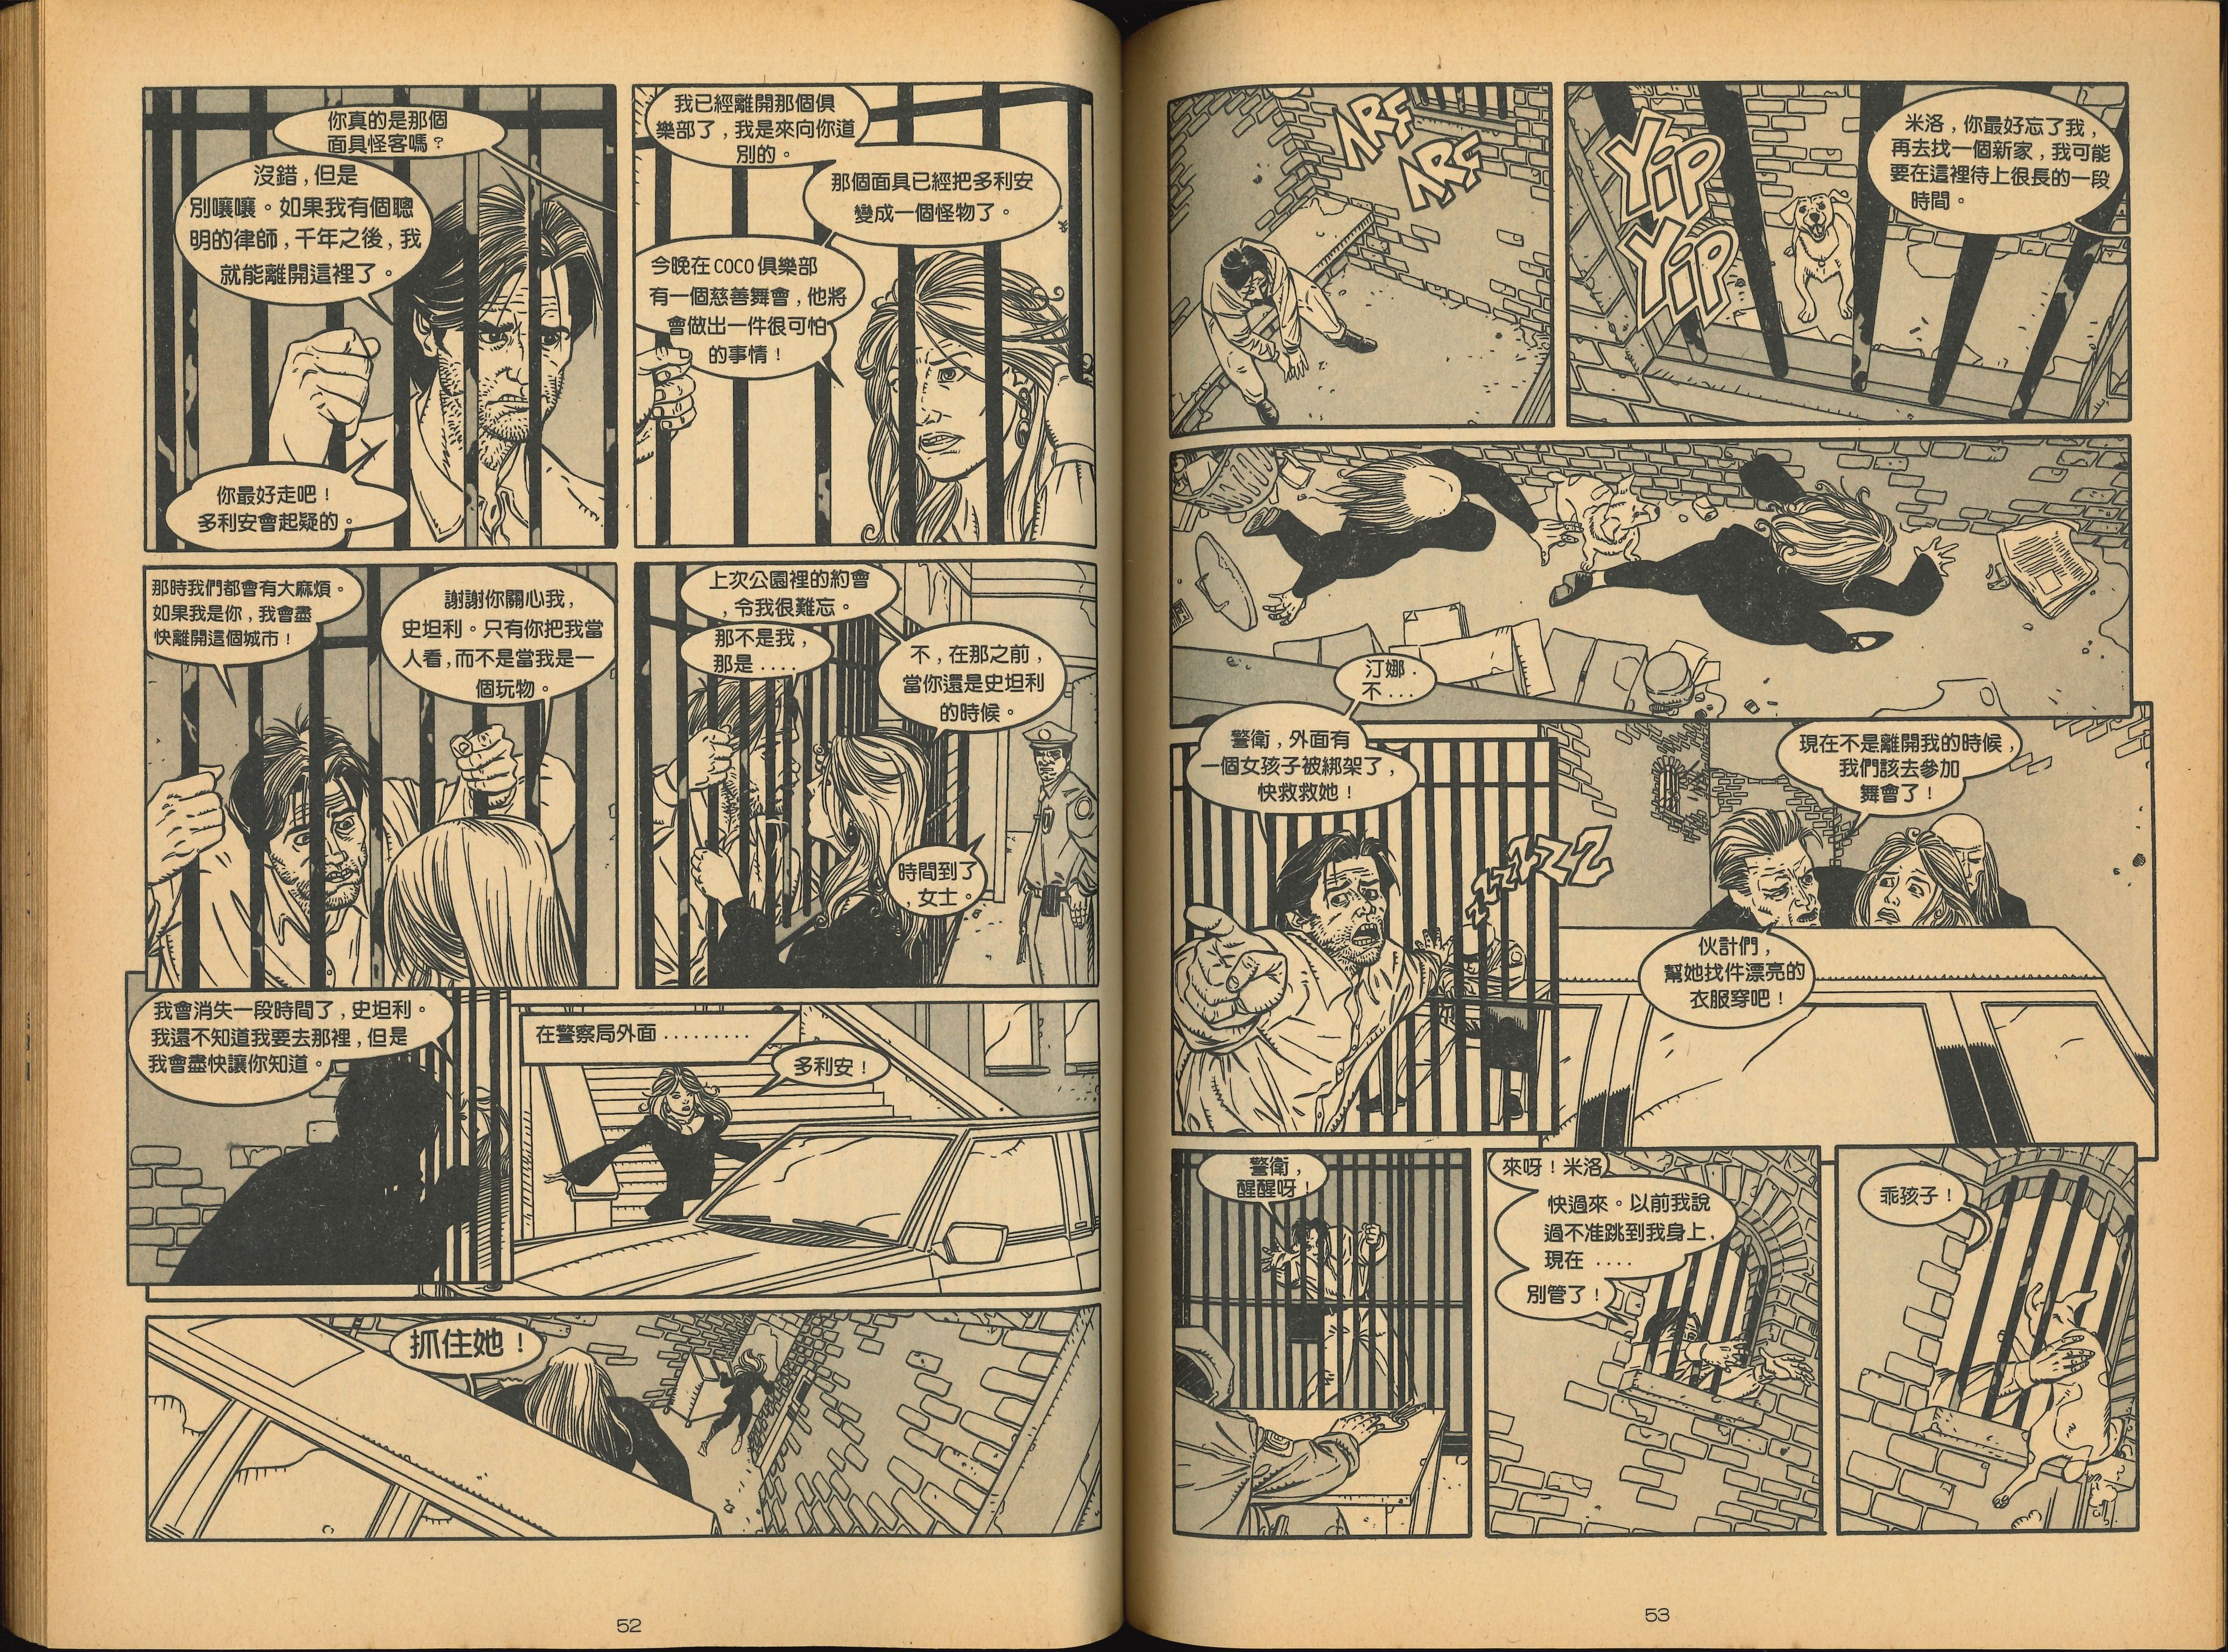 你真的是那個
面具怪客嗎？
沒錯，但是
別嚷嚷。如果我有個聰
明的律師，千年之後，我
就能離開這裡了。
你最好走吧！
多利安會起疑的。
我已經離開那個俱
樂部了，我是來向你道
別的。
那個面具已經把多利安
變成一個怪物了。
今晚在COCO俱樂部
有一個慈善舞會，他將
會做出一件很可怕
的事情！
那時我們都會有大麻煩。
如果我是你，我會盡
快離開這個城市！
謝謝你關心我，
史坦利。只有你把我當
人看，而不是當我是一
個玩物。
上次公園裡的約會
，令我很難忘。
那不是我，
那是....
不，在那之前，
當你還是史坦利
的時候。
時間到了
，女士。
我會消失一段時間了，史坦利。
我還不知道我要去那裡，但是
我會盡快讓你知道。
在警察局外面.........
多利安！
抓住她！
52
ARF
ARF
YIP
YIP
米洛，你最好忘了我，
再去找一個新家，我可能
要在這裡待上很長的一段
時間。
汀娜.
不...
警衛，外面有
一個女孩子被綁架了，
快救救她！
ZZZZZ
現在不是離開我的時候，
我們該去參加
舞會了！
伙計們，
幫她找件漂亮的
衣服穿吧！
警衛，
醒醒呀！
來呀！米洛
快過來。以前我說
過不准跳到我身上.
現在 ....
別管了！
乖孩子！
53